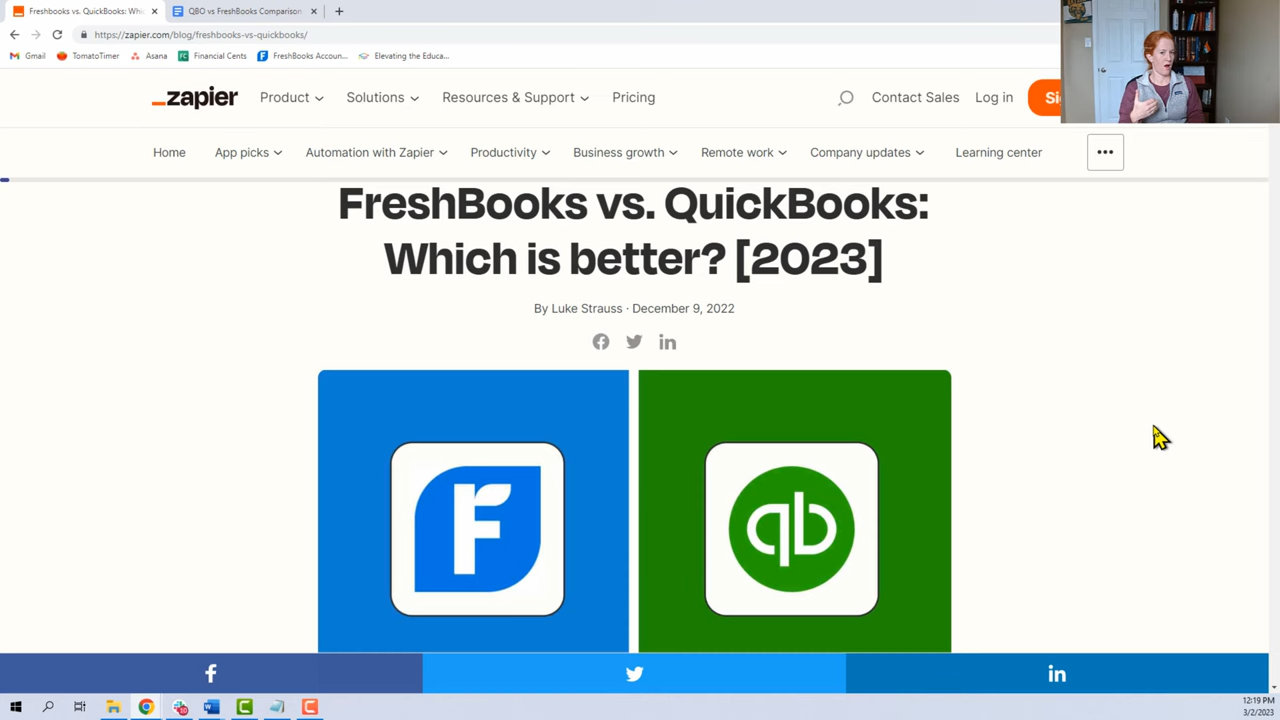 Freshbooks vs. QuickBooks: Whic
QBO vs FreshBooks Comparison
https://zapier.com/blog/freshbooks-vs-quickbooks/
Gmail
TomatoTimer
Asana
Financial Cents
FreshBooks Accoun...
Elevating the Educa...
zapier
Product
Solutions
Resources & Support
Pricing
Contact Sales
Log in
Si
Home
App picks
Automation with Zapier
Productivity
Business growth
Remote work
Company updates
Learning center
FreshBooks vs. QuickBooks:
Which is better? [2023]
By Luke Strauss · December 9, 2022
12:19 PM
3/2/2023